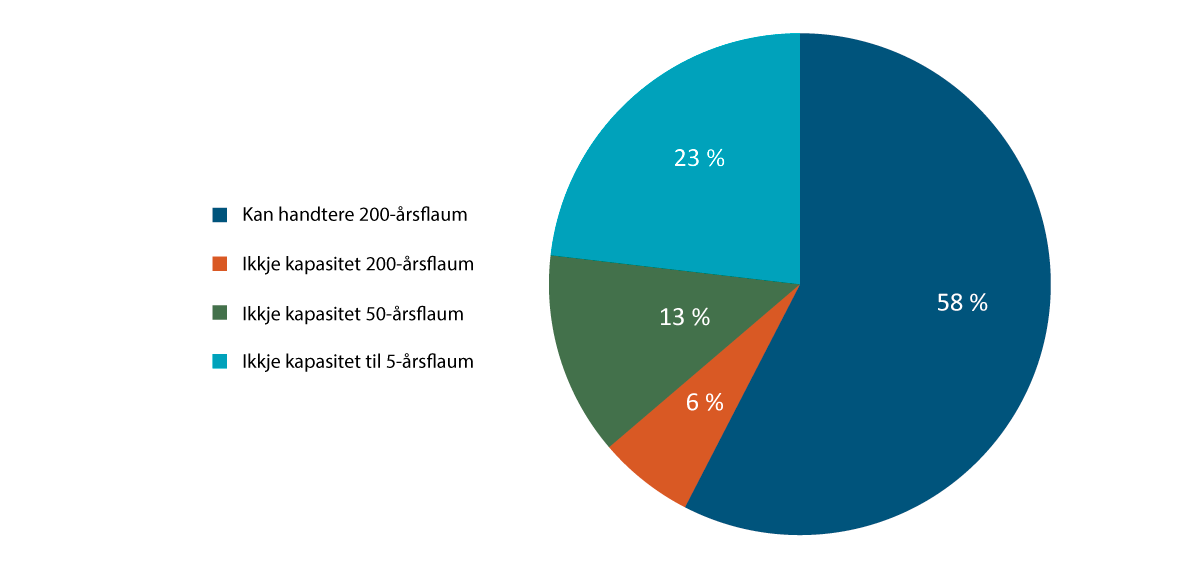 Kan handtere 200-årsflaum
Ikkje kapasitet 200-årsflaum
Ikkje kapasitet 50-årsflaum
Ikkje kapasitet til 5-årsflaum
23 %
58 %
13 %
6 %